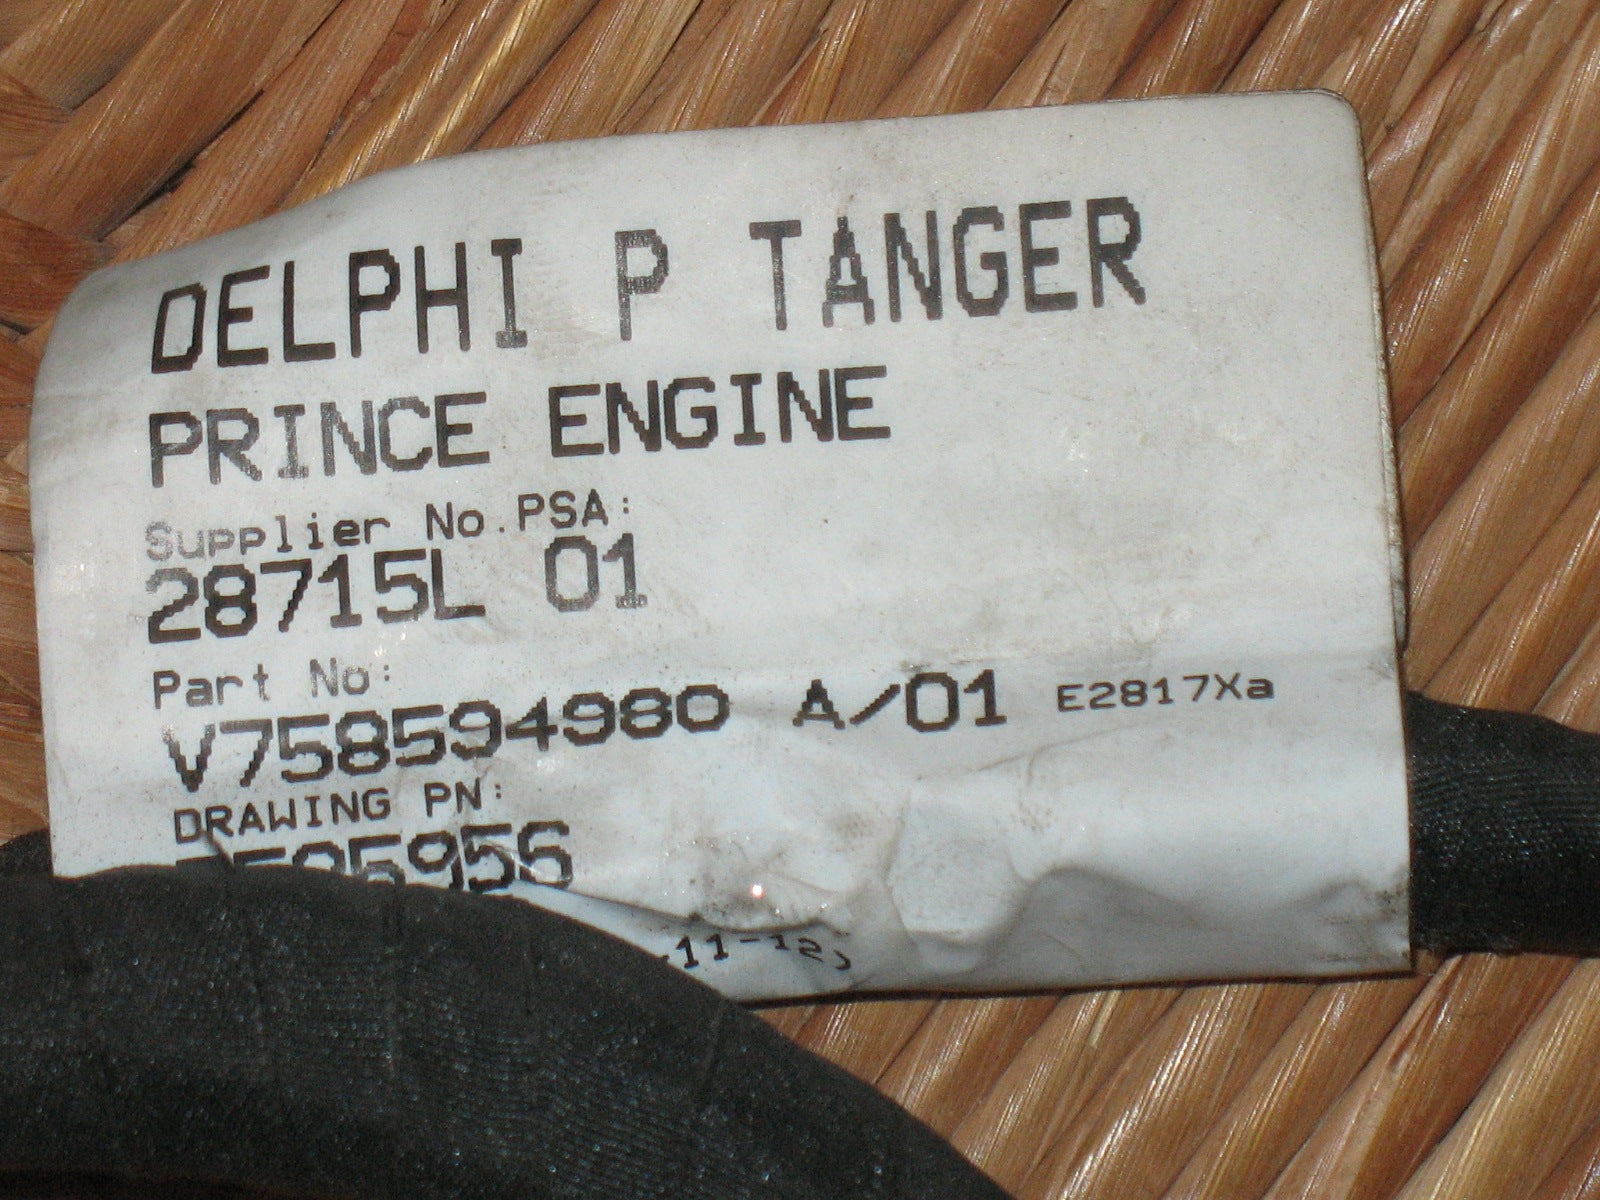 DELPHI P TANGER
PRINCE ENGINE
Supplier No.PSA:
28715L 01
Part No:
V758594980 A/01 E2817Xa
DRAWING PN: